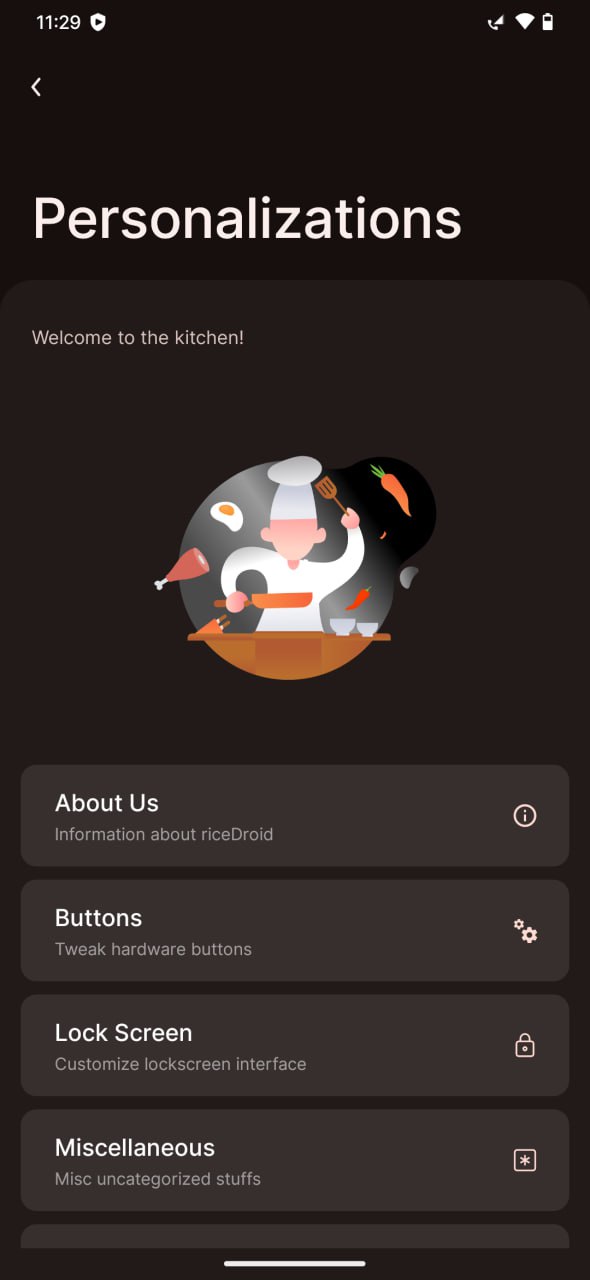 11:29
Personalizations
Welcome to the kitchen!
About Us
Information about riceDroid
Buttons
Tweak hardware buttons
Lock Screen
Customize lockscreen interface
Miscellaneous
Misc uncategorized stuffs